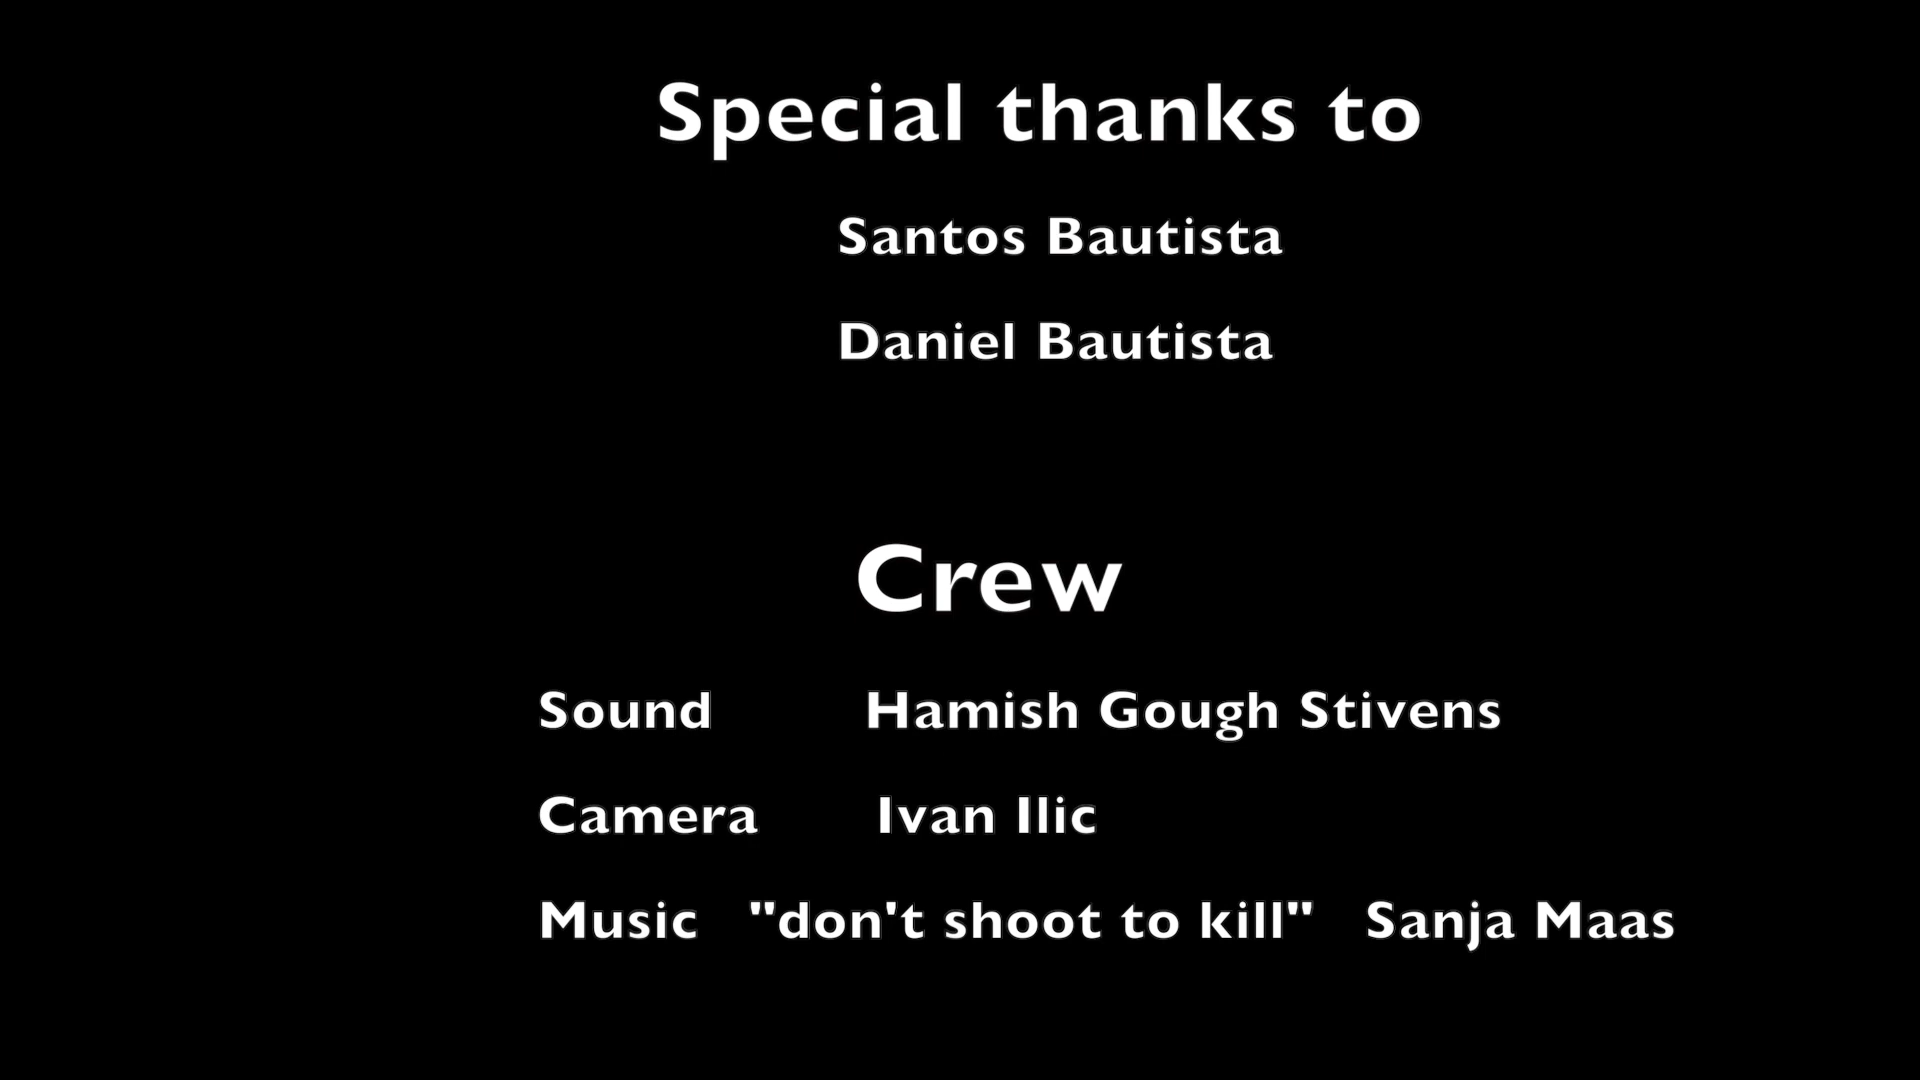 Special thanks to
Santos Bautista
Daniel Bautista
Crew
Sound Hamish Gough Stivens
Camera Ivan Ilic
Music "don't shoot to kill" Sanja Maas